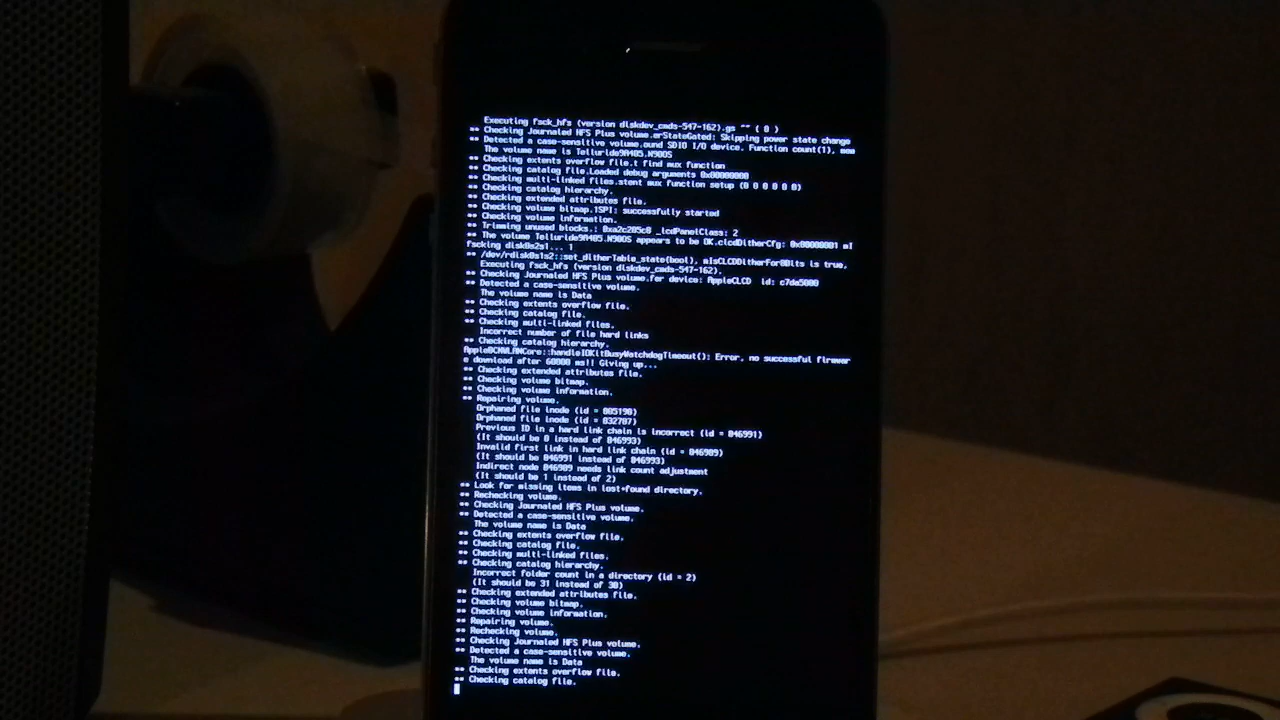 Executing fsck_hfs (version diskdev_cmds-547~162).gs "" ( 0 )
** Checking Journaled HFS Plus volume.erStateGated: Skipping power state change
** Detected a case-sensitive volume.ound SDIO I/O device. Function count(1), mem
The volume name is Telluride9A405.N90OS
** Checking extents overflow file.t find mux function
** Checking catalog file.Loaded debug arguments 0x00000000
** Checking multi-linked files.stent mux function setup (0 0 0 0 0 0)
** Checking catalog hierarchy.
** Checking extended attributes file.
** Checking volume bitmap.ISPI: successfully started
** Checking volume information.
** Trimming unused blocks.: 0xa2c205c0 _lcdPanelClass: 2
** The volume Telluride9A405.N90OS appears to be OK.clcdDitherCfg: 0x00000001 mI
fscking disk0s2s1... 1
** /dev/rdisk0s1s2::set_ditherTable_state(bool), mIsCLCDDitherFor8Bits is true,
Executing fsck_hfs (version diskdev_cmds-547~162).
** Checking Journaled HFS Plus volume.for device: AppleCLCD id: c7da5000
** Detected a case-sensitive volume.
The volume name is Data
** Checking extents overflow file.
** Checking catalog file.
** Checking multi-linked files.
Incorrect number of file hard links
** Checking catalog hierarchy.
AppleBCMWLANCore::handleIOKitBusyWatchdogTimeout(): Error, no successful firmwar
e download after 60000 ms!! Giving up...
** Checking extended attributes file.
** Checking volume bitmap.
** Checking volume information.
** Repairing volume.
Orphaned file inode (id = 805198)
Orphaned file inode (id = 832787)
Previous ID in a hard link chain is incorrect (id = 846991)
(It should be 0 instead of 846993)
Invalid first link in hard link chain (id = 846989)
(It should be 846991 instead of 846993)
Indirect node 846989 needs link count adjustment
(It should be 1 instead of 2)
** Look for missing items in lost+found directory.
** Rechecking volume.
** Checking Journaled HFS Plus volume.
** Detected a case-sensitive volume.
The volume name is Data
** Checking extents overflow file.
** Checking catalog file.
** Checking multi-linked files.
** Checking catalog hierarchy.
Incorrect folder count in a directory (id = 2)
(It should be 31 instead of 30)
** Checking extended attributes file.
** Checking volume bitmap.
** Checking volume information.
** Repairing volume.
** Rechecking volume.
** Checking Journaled HFS Plus volume.
** Detected a case-sensitive volume.
The volume name is Data
** Checking extents overflow file.
** Checking catalog file.